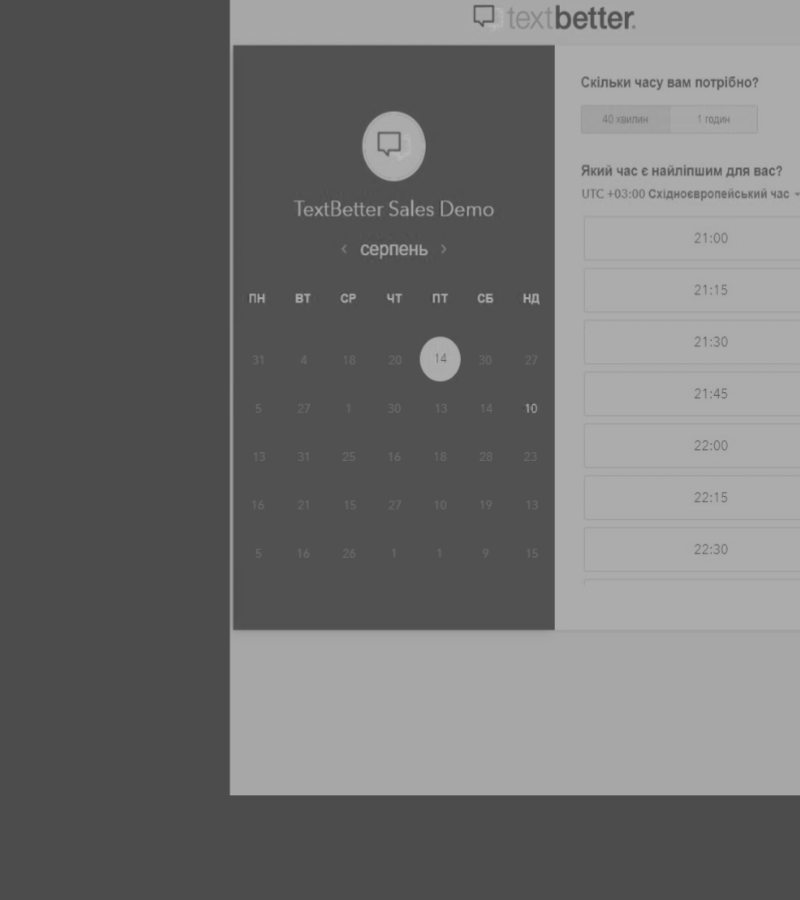 textbetter.
TextBetter Sales Demo
‹ серпень ›
ПН ВТ СР ЧТ ПТ СБ НД
31 4 18 20 14 30 27
5 27 1 30 13 14 10
13 31 25 16 18 28 23
16 21 15 27 10 19 13
5 16 26 1 1 9 15
Скільки часу вам потрібно?
40 хвилин 1 годин
Який час є найліпшим для вас?
UTC +03:00 Східноєвропейський час
21:00
21:15
21:30
21:45
22:00
22:15
22:30